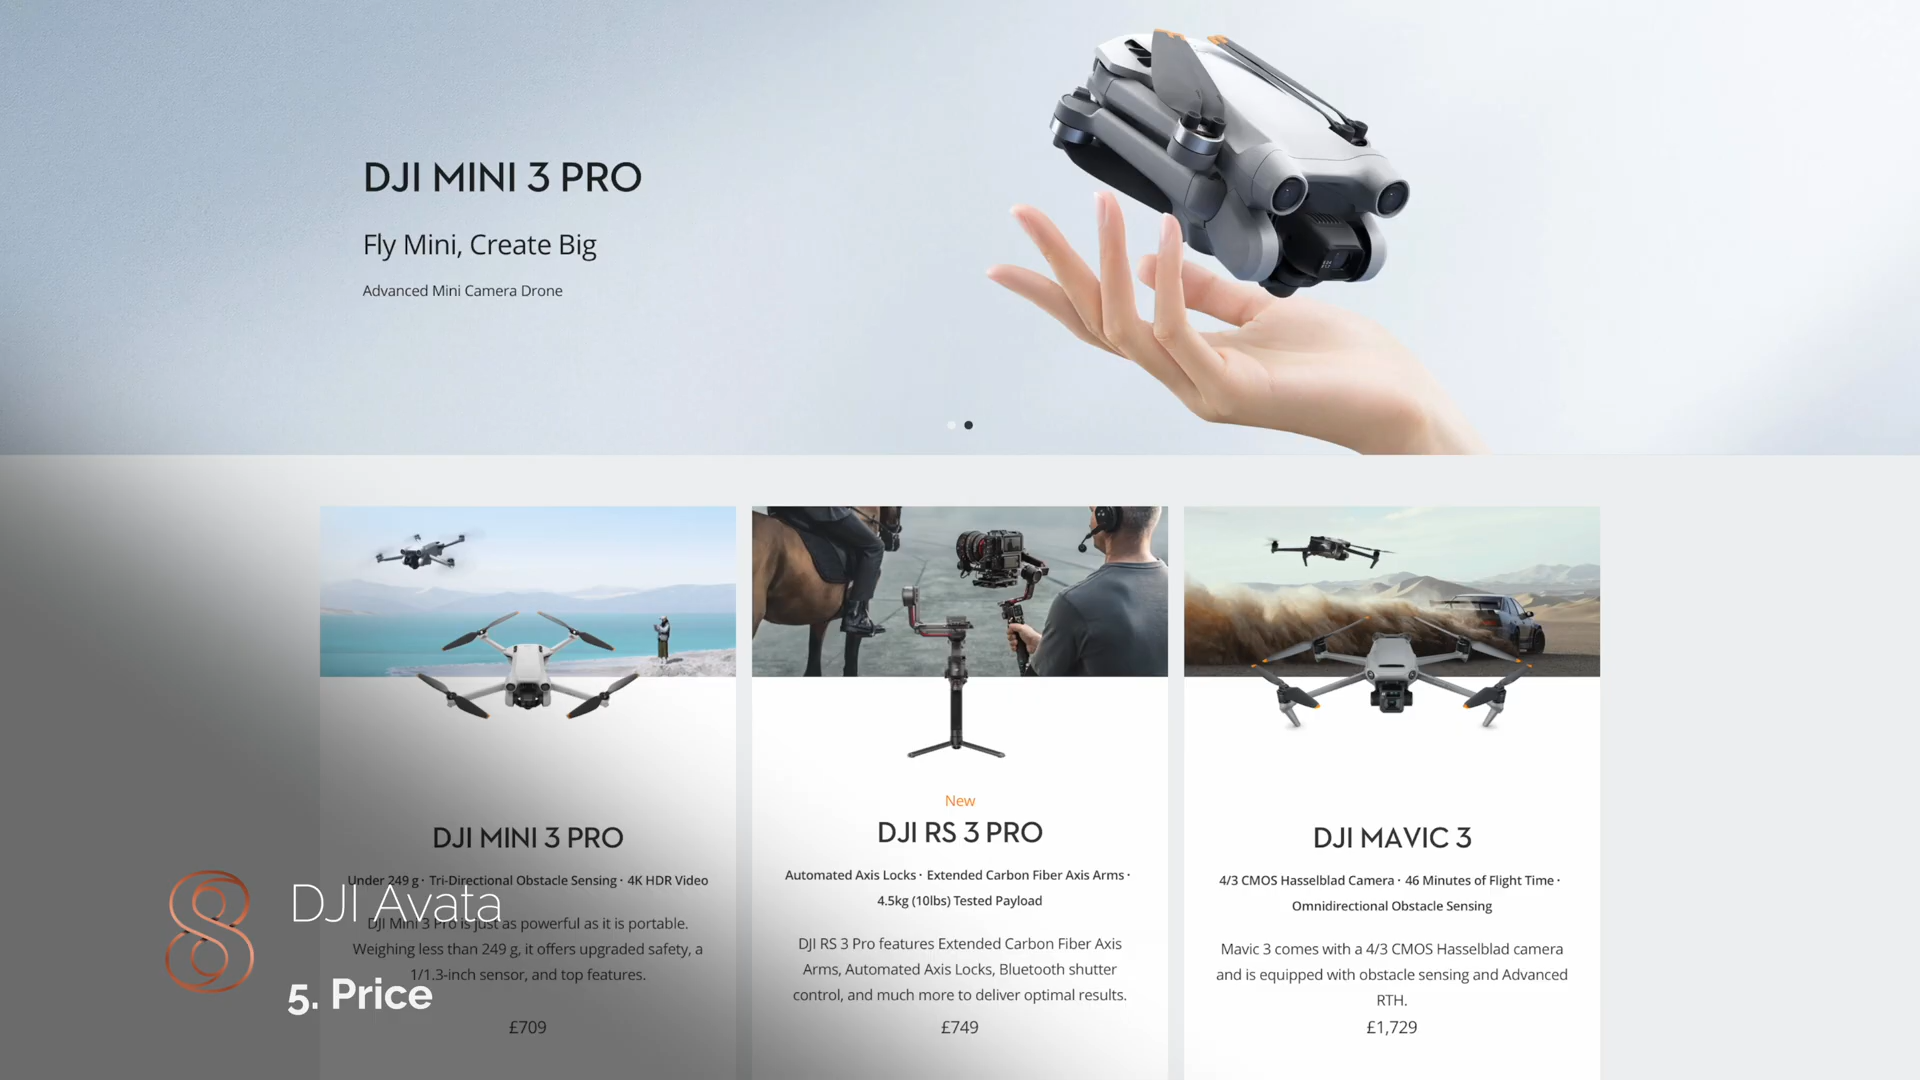 DJI MINI 3 PRO
Fly Mini, Create Big
Advanced Mini Camera Drone
DJI MINI 3 PRO
Under 249 g · Tri-Directional Obstacle Sensing · 4K HDR Video
DJI Mini 3 Pro is just as powerful as it is portable.
Weighing less than 249 g, it offers upgraded safety, a
1/1.3-inch sensor, and top features.
£709
New
DJI RS 3 PRO
Automated Axis Locks · Extended Carbon Fiber Axis Arms ·
4.5kg (10lbs) Tested Payload
DJI RS 3 Pro features Extended Carbon Fiber Axis
Arms, Automated Axis Locks, Bluetooth shutter
control, and much more to deliver optimal results.
£749
DJI MAVIC 3
4/3 CMOS Hasselblad Camera · 46 Minutes of Flight Time ·
Omnidirectional Obstacle Sensing
Mavic 3 comes with a 4/3 CMOS Hasselblad camera
and is equipped with obstacle sensing and Advanced
RTH.
£1,729
8
DJI Avata
5. Price